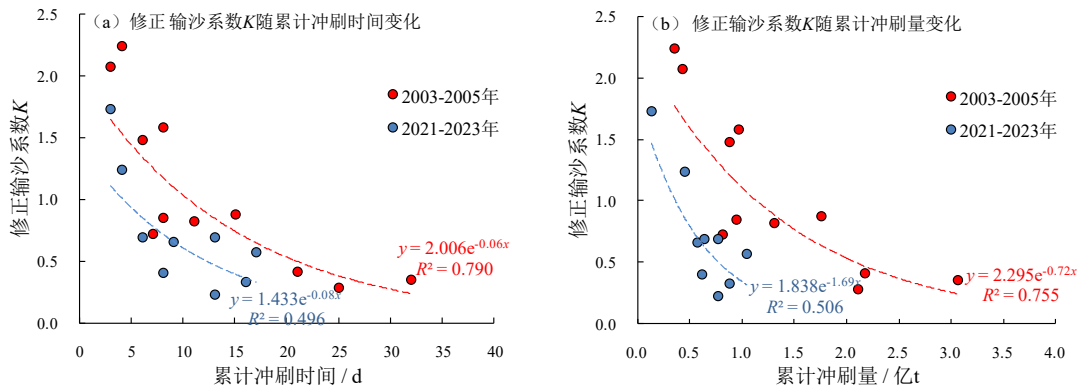 （a）修正输沙系数K随累计冲刷时间变化
修正输沙系数K
3.0
2.5
2.0
1.5
1.0
0.5
0.0
2003-2005年
2021-2023年
y = 2.006e^-0.06x
R² = 0.790
y = 1.433e^-0.08x
R² = 0.496
0 5 10 15 20 25 30 35 40
累计冲刷时间 / d
（b）修正输沙系数K随累计冲刷量变化
修正输沙系数K
2.5
2.0
1.5
1.0
0.5
0.0
2003-2005年
2021-2023年
y = 2.295e^-0.72x
R² = 0.755
y = 1.838e^-1.69x
R² = 0.506
0.0 0.5 1.0 1.5 2.0 2.5 3.0 3.5 4.0
累计冲刷量 / 亿t